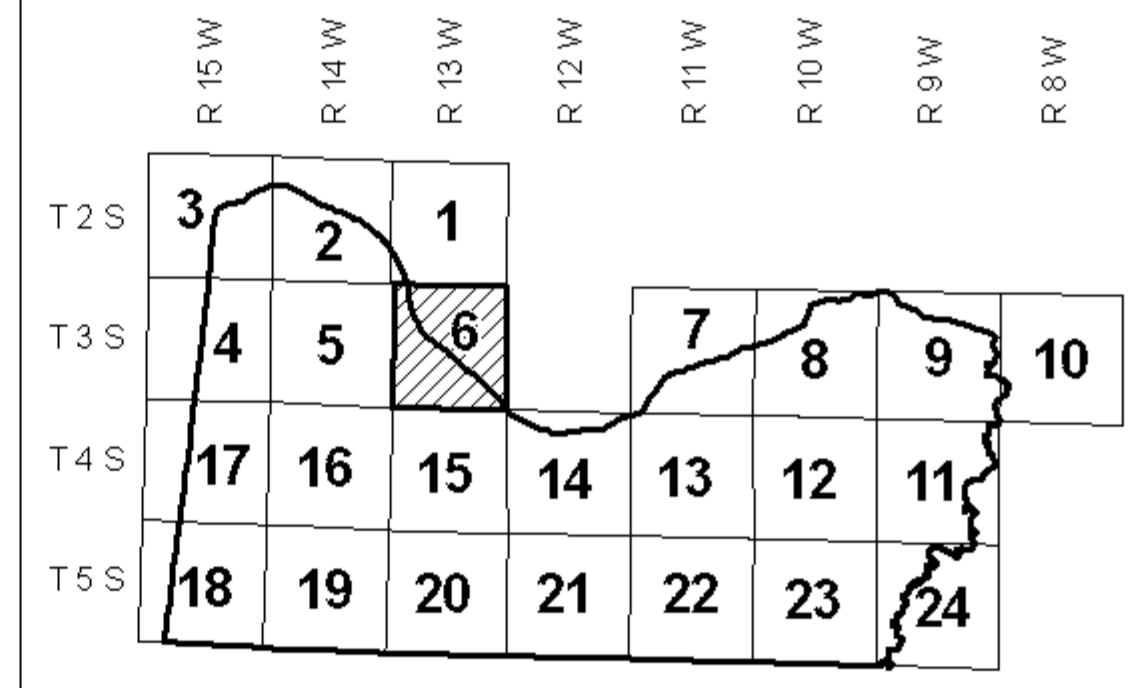 R 15 W R 14 W R 13 W R 12 W R 11 W R 10 W R 9 W R 8 W
T 2 S 3 2 1
T 3 S 4 5 6 7 8 9 10
T 4 S 17 16 15 14 13 12 11
T 5 S 18 19 20 21 22 23 24